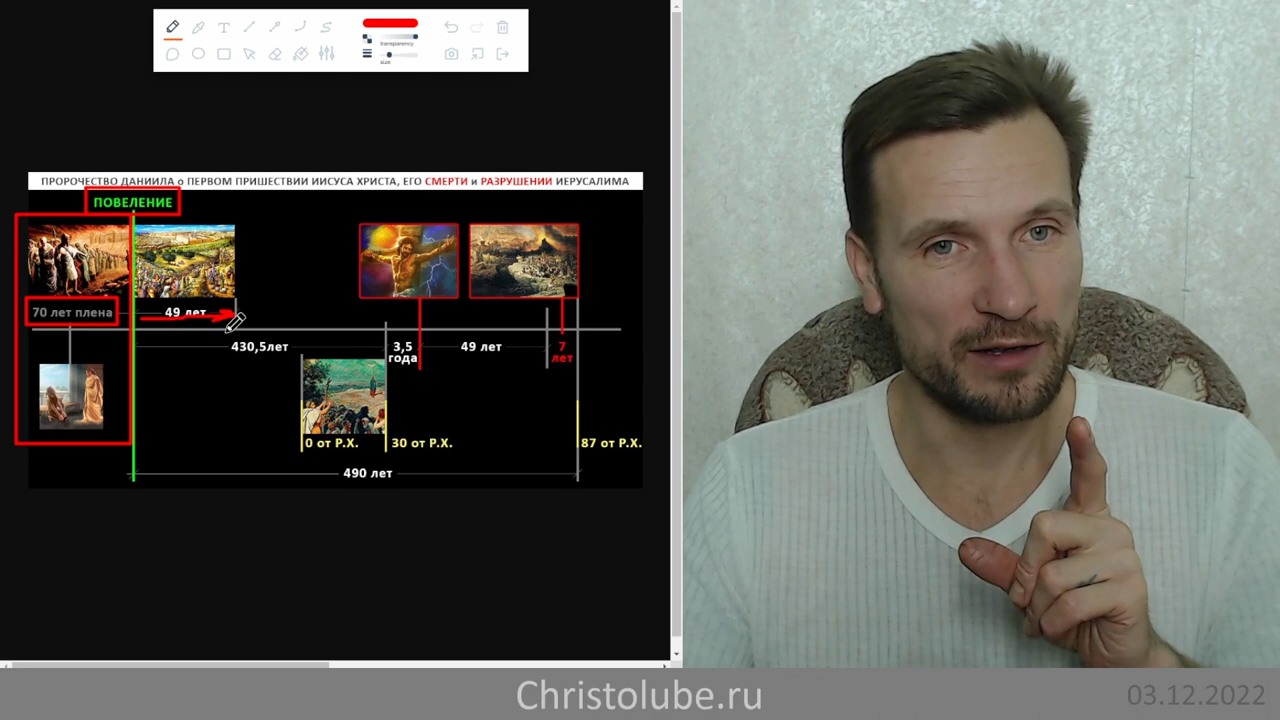 transparency
size
ПРОРОЧЕСТВО ДАНИИЛА о ПЕРВОМ ПРИШЕСТВИИ ИИСУСА ХРИСТА, ЕГО СМЕРТИ и РАЗРУШЕНИИ ИЕРУСАЛИМА
ПОВЕЛЕНИЕ
70 лет плена
49 лет
430,5лет
3,5
года
49 лет
7
лет
0 от Р.Х.
30 от Р.Х.
87 от Р.Х.
490 лет
Christolube.ru
03.12.2022